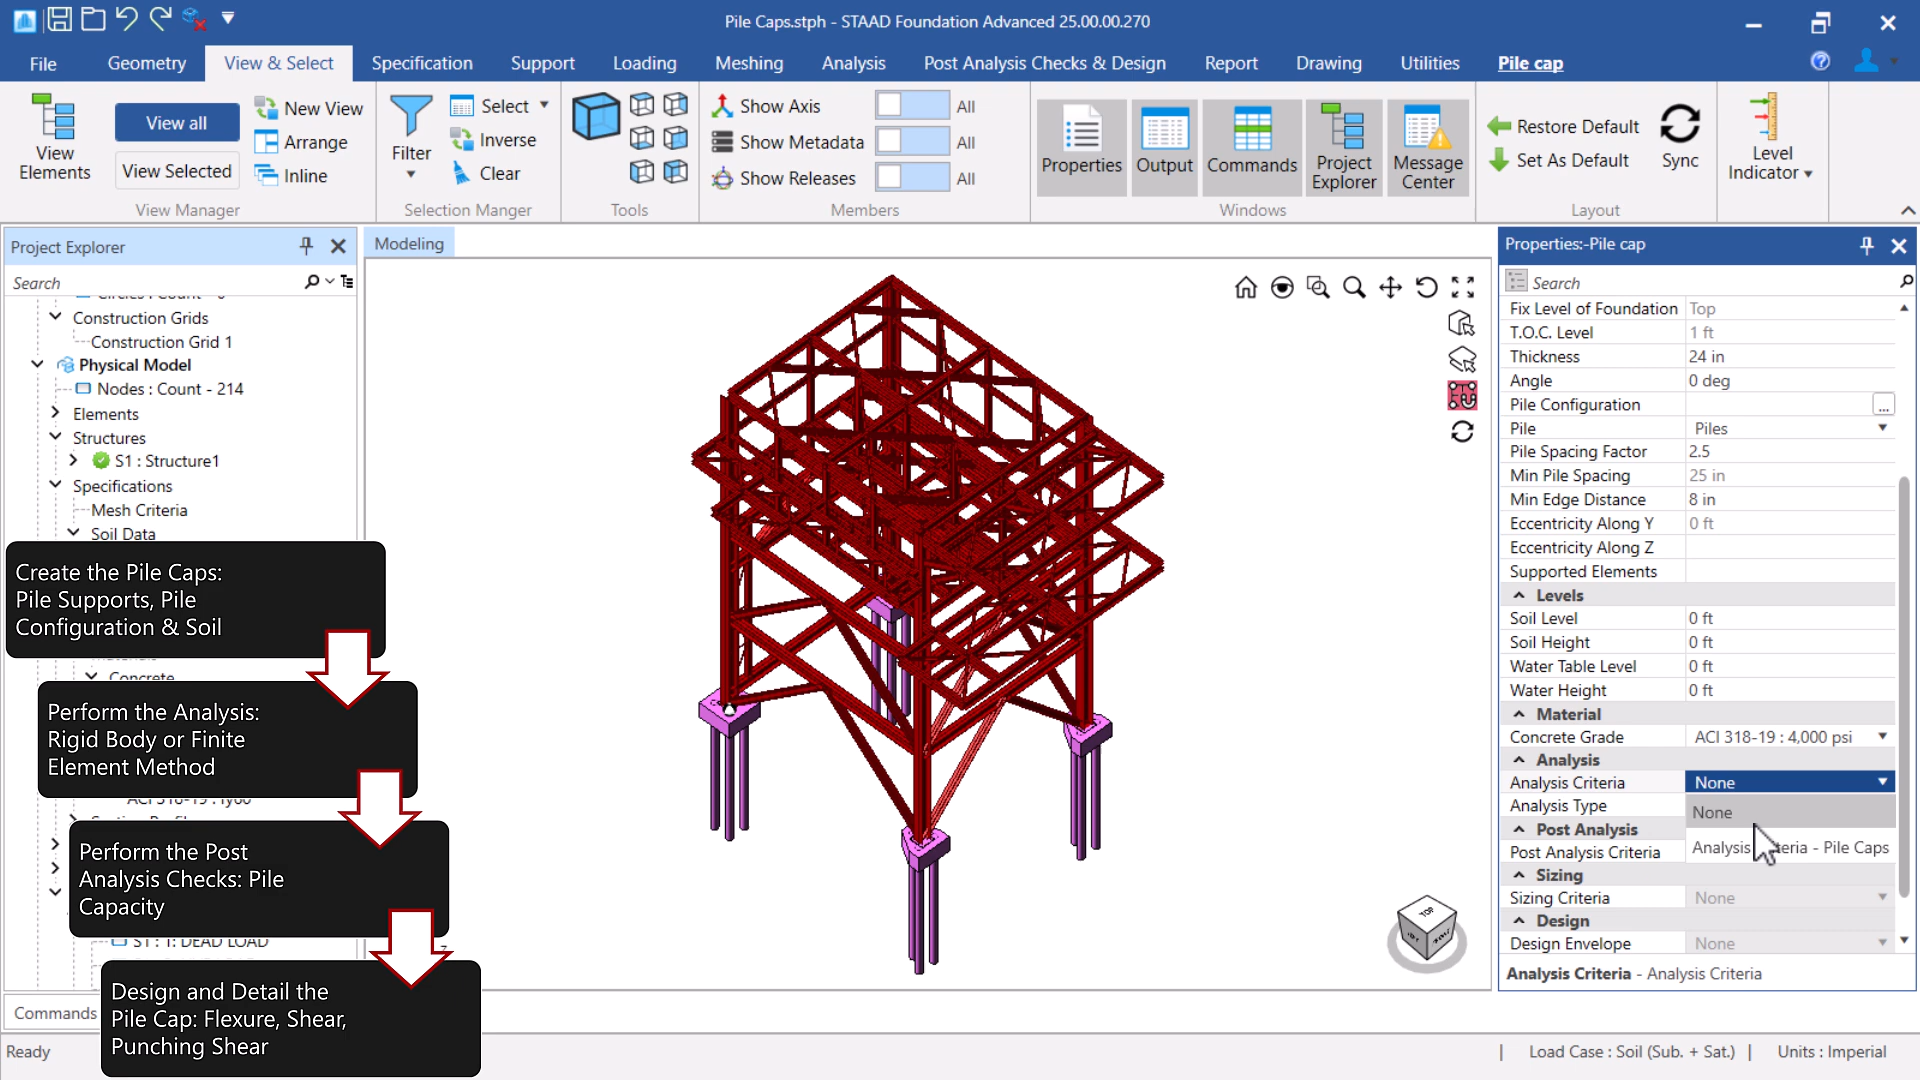 Pile Caps.stph - STAAD Foundation Advanced 25.00.00.270
File
Geometry
View & Select
Specification
Support
Loading
Meshing
Analysis
Post Analysis Checks & Design
Report
Drawing
Utilities
Pile cap
View Elements
View all
View Selected
New View
Arrange
Inline
View Manager
Filter
Select
Inverse
Clear
Selection Manger
Tools
Show Axis
All
Show Metadata
All
Show Releases
All
Members
Properties
Output
Commands
Project Explorer
Message Center
Windows
Restore Default
Set As Default
Sync
Layout
Level Indicator
Project Explorer
Search
Construction Grids
Construction Grid 1
Physical Model
Nodes : Count - 214
Elements
Structures
S1 : Structure1
Specifications
Mesh Criteria
Soil Data
Create the Pile Caps:
Pile Supports, Pile
Configuration & Soil
Concrete
Perform the Analysis:
Rigid Body or Finite
Element Method
Perform the Post
Analysis Checks: Pile
Capacity
S1 : 1: DEAD LOAD
Design and Detail the
Pile Cap: Flexure, Shear,
Punching Shear
Commands
Ready
Modeling
TOP
Properties:-Pile cap
Search
Fix Level of Foundation Top
T.O.C. Level 1 ft
Thickness 24 in
Angle 0 deg
Pile Configuration ...
Pile Piles
Pile Spacing Factor 2.5
Min Pile Spacing 25 in
Min Edge Distance 8 in
Eccentricity Along Y 0 ft
Eccentricity Along Z
Supported Elements
Levels
Soil Level 0 ft
Soil Height 0 ft
Water Table Level 0 ft
Water Height 0 ft
Material
Concrete Grade ACI 318-19 : 4,000 psi
Analysis
Analysis Criteria None
None
Analysis Type
Post Analysis
Post Analysis Criteria
Analysis - Pile Caps
Sizing
Sizing Criteria None
Design
Design Envelope None
Analysis Criteria - Analysis Criteria
Load Case : Soil (Sub. + Sat.) | Units : Imperial